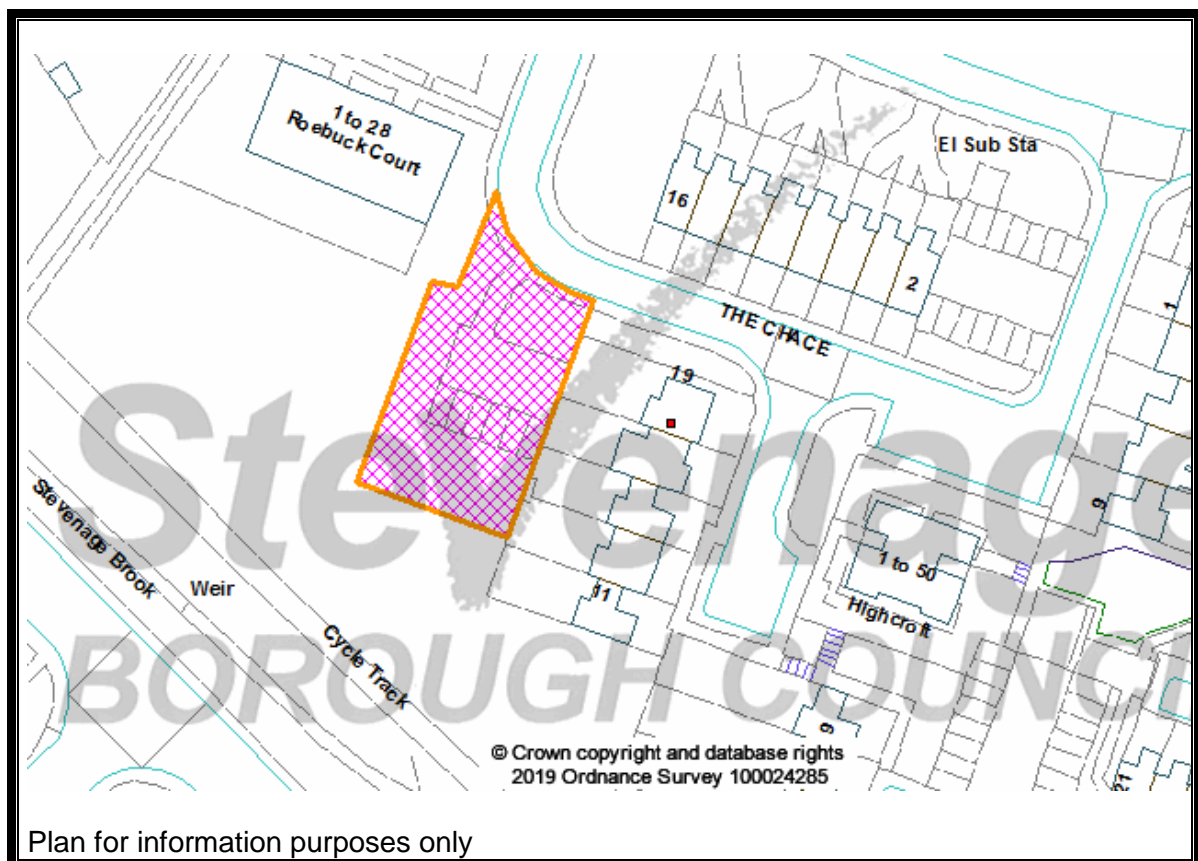 1 to 28
Roebuck Court
El Sub Sta
16
2
1
THE CHACE
19
9
Stevenage
BOROUGH COUNCI
1 to 50
Highcroft
11
Stevenage Brook
Weir
Cycle Track
9
21
© Crown copyright and database rights
2019 Ordnance Survey 100024285
Plan for information purposes only